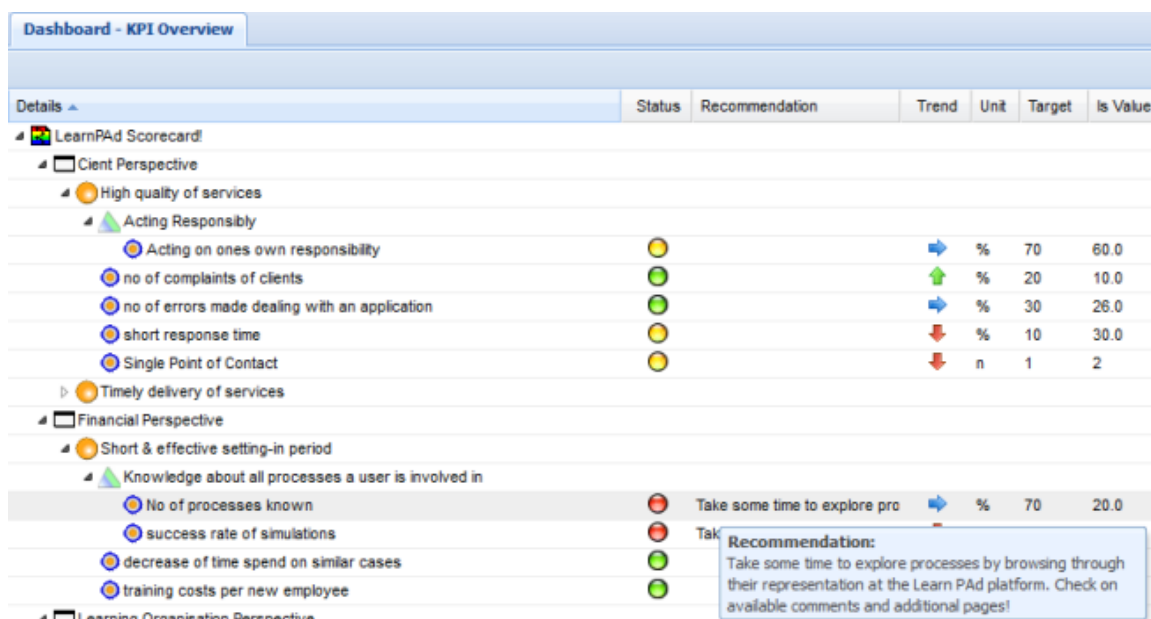 Dashboard - KPI Overview
Details Status Recommendation Trend Unit Target Is Value
LearnPAd Scorecard!
Cient Perspective
High quality of services
Acting Responsibly
Acting on ones own responsibility % 70 60.0
no of complaints of clients % 20 10.0
no of errors made dealing with an application % 30 26.0
short response time % 10 30.0
Single Point of Contact n 1 2
Timely delivery of services
Financial Perspective
Short & effective setting-in period
Knowledge about all processes a user is involved in
No of processes known Take some time to explore pro % 70 20.0
success rate of simulations Tak
Recommendation:
decrease of time spend on similar cases
Take some time to explore processes by browsing through
their representation at the Learn PAd platform. Check on
training costs per new employee
available comments and additional pages!
Learning Organisation Perspective